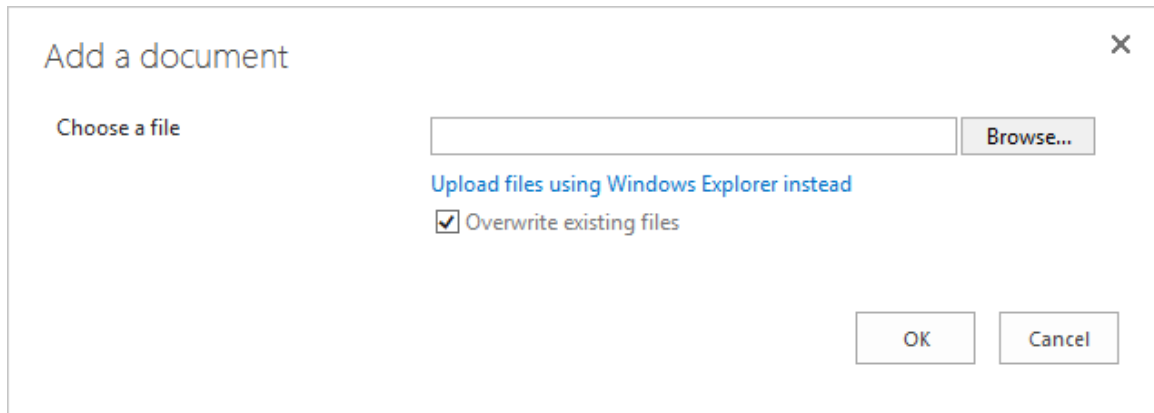 Add a document
Choose a file
Browse...
Upload files using Windows Explorer instead
Overwrite existing files
OK
Cancel